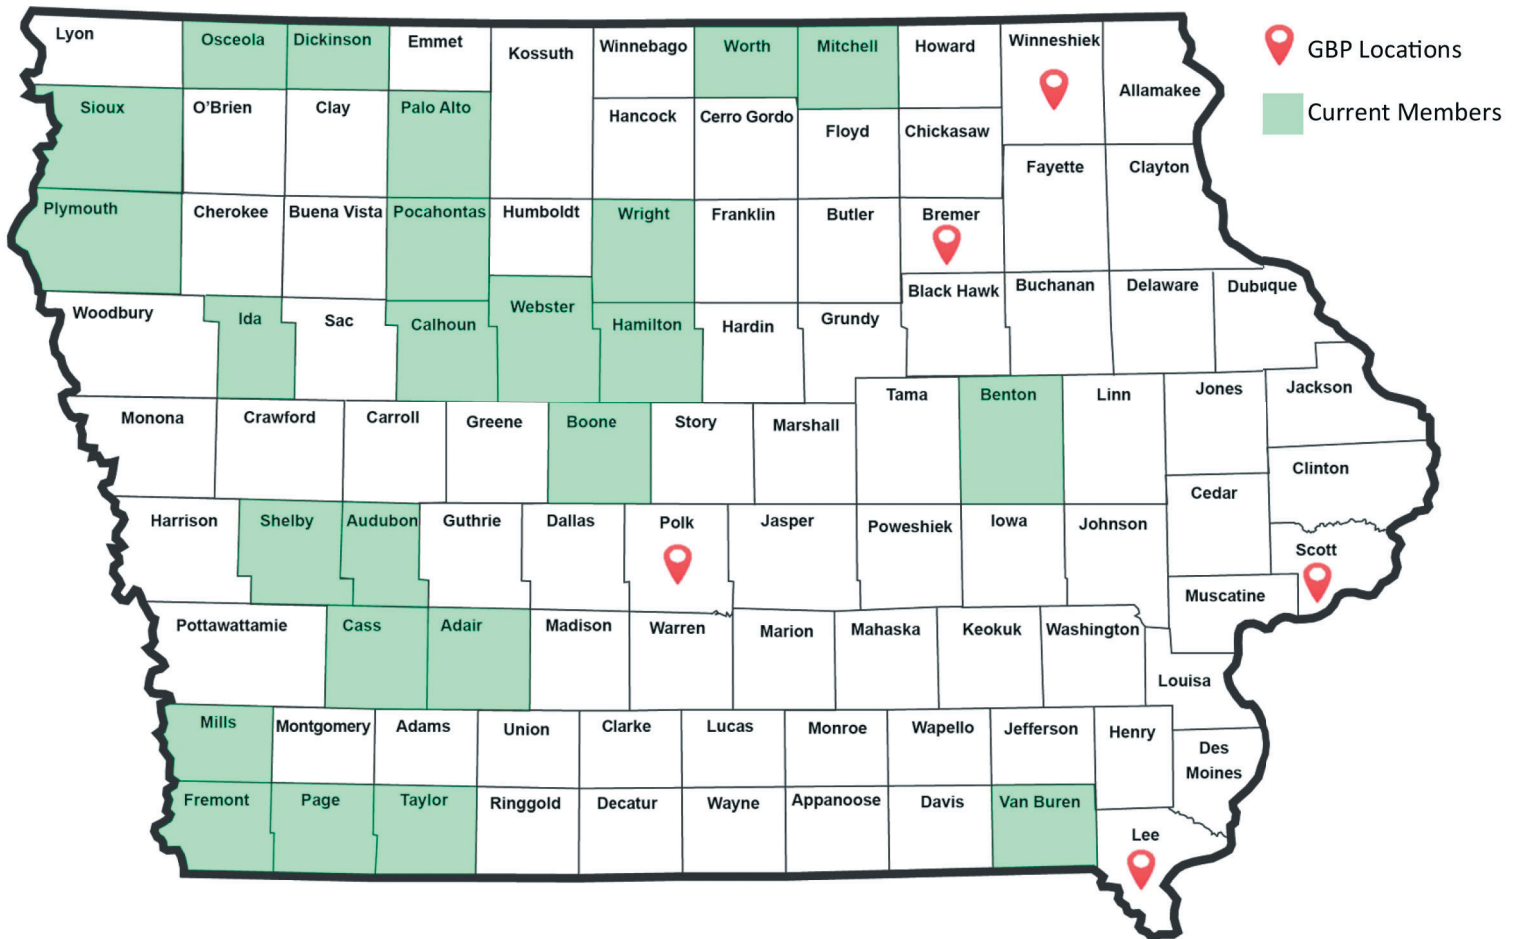 Lyon
Osceola
Dickinson
Emmet
Kossuth
Winnebago
Worth
Mitchell
Howard
Winneshiek
Allamakee
GBP Locations
Current Members
Sioux
O'Brien
Clay
Palo Alto
Hancock
Cerro Gordo
Floyd
Chickasaw
Fayette
Clayton
Plymouth
Cherokee
Buena Vista
Pocahontas
Humboldt
Wright
Franklin
Butler
Bremer
Woodbury
Ida
Sac
Calhoun
Webster
Hamilton
Hardin
Grundy
Black Hawk
Buchanan
Delaware
Dubuque
Monona
Crawford
Carroll
Greene
Boone
Story
Marshall
Tama
Benton
Linn
Jones
Jackson
Clinton
Cedar
Harrison
Shelby
Audubon
Guthrie
Dallas
Polk
Jasper
Poweshiek
Iowa
Johnson
Scott
Muscatine
Pottawattamie
Cass
Adair
Madison
Warren
Marion
Mahaska
Keokuk
Washington
Louisa
Mills
Montgomery
Adams
Union
Clarke
Lucas
Monroe
Wapello
Jefferson
Henry
Des
Moines
Fremont
Page
Taylor
Ringgold
Decatur
Wayne
Appanoose
Davis
Van Buren
Lee